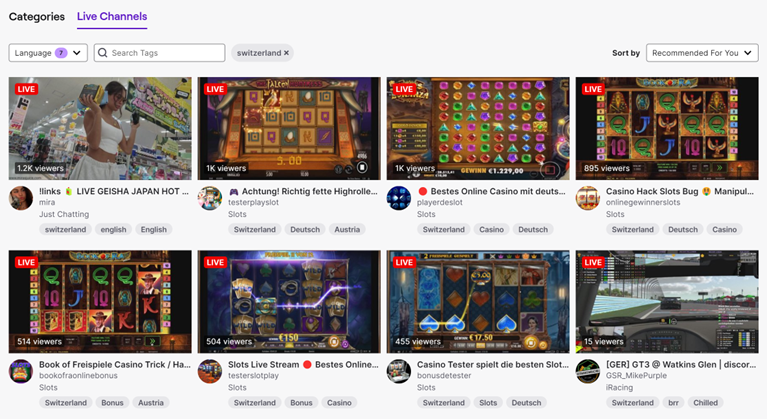 Categories
Live Channels
Language 7
Search Tags
switzerland ×
Sort by
Recommended For You
LIVE
1.2K viewers
!links 🍐 LIVE GEISHA JAPAN HOT ...
mira
Just Chatting
switzerland
english
English
LIVE
FALCON
5.00
1K viewers
🎮 Achtung! Richtig fette Highrolle...
testerplayslot
Slots
Switzerland
Deutsch
Austria
LIVE
GEWINN €1.229,00
1K viewers
🔴 Bestes Online Casino mit deuts...
playerdeslot
Slots
Switzerland
Casino
Deutsch
LIVE
895 viewers
Casino Hack Slots Bug 😍 Manipul...
onlinegewinnerslots
Slots
Switzerland
Deutsch
Casino
LIVE
514 viewers
Book of Freispiele Casino Trick / Ha...
bookofraonlinebonus
Slots
Switzerland
Bonus
Austria
LIVE
€150
504 viewers
Slots Live Stream 🔴 Bestes Online...
testerslotplay
Slots
Switzerland
Bonus
Casino
LIVE
€1.00
GEWINN €17.50
455 viewers
Casino Tester spielt die besten Slot...
bonusdetester
Slots
Switzerland
Slots
Deutsch
LIVE
15 viewers
[GER] GT3 @ Watkins Glen | discor...
GSR_MikePurple
iRacing
Switzerland
brr
Chilled